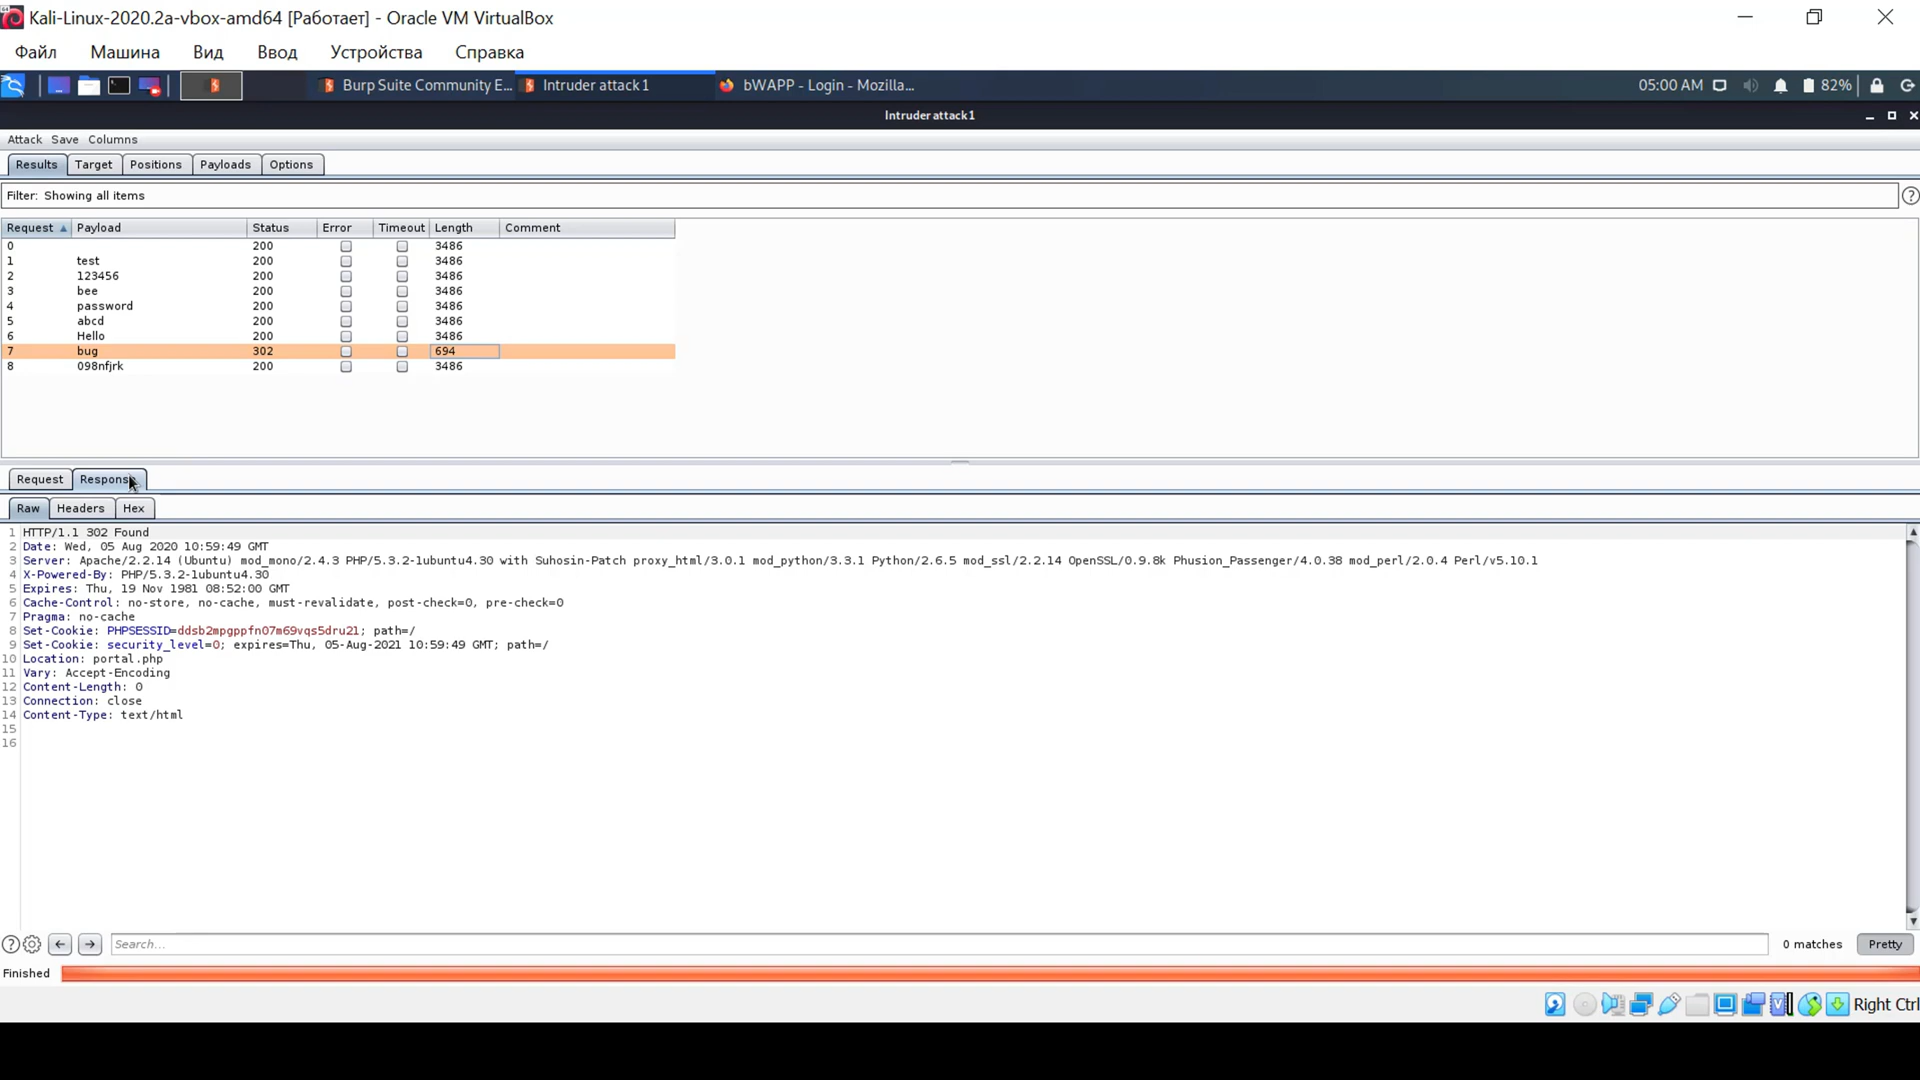 Kali-Linux-2020.2a-vbox-amd64 [Работает] - Oracle VM VirtualBox
Файл Машина Вид Ввод Устройства Справка
Burp Suite Community E... Intruder attack 1 bWAPP - Login - Mozilla... 05:00 AM 82%
Intruder attack 1
Attack Save Columns
Results Target Positions Payloads Options
Filter: Showing all items
Request Payload Status Error Timeout Length Comment
0 200 3486
1 test 200 3486
2 123456 200 3486
3 bee 200 3486
4 password 200 3486
5 abcd 200 3486
6 Hello 200 3486
7 bug 302 694
8 098nfjrk 200 3486
Request Response
Raw Headers Hex
1 HTTP/1.1 302 Found
2 Date: Wed, 05 Aug 2020 10:59:49 GMT
3 Server: Apache/2.2.14 (Ubuntu) mod_mono/2.4.3 PHP/5.3.2-1ubuntu4.30 with Suhosin-Patch proxy_html/3.0.1 mod_python/3.3.1 Python/2.6.5 mod_ssl/2.2.14 OpenSSL/0.9.8k Phusion_Passenger/4.0.38 mod_perl/2.0.4 Perl/v5.10.1
4 X-Powered-By: PHP/5.3.2-1ubuntu4.30
5 Expires: Thu, 19 Nov 1981 08:52:00 GMT
6 Cache-Control: no-store, no-cache, must-revalidate, post-check=0, pre-check=0
7 Pragma: no-cache
8 Set-Cookie: PHPSESSID=ddsb2mpgppfn07m69vqs5dru21; path=/
9 Set-Cookie: security_level=0; expires=Thu, 05-Aug-2021 10:59:49 GMT; path=/
10 Location: portal.php
11 Vary: Accept-Encoding
12 Content-Length: 0
13 Connection: close
14 Content-Type: text/html
15
16
Search... 0 matches Pretty
Finished
Right Ctrl